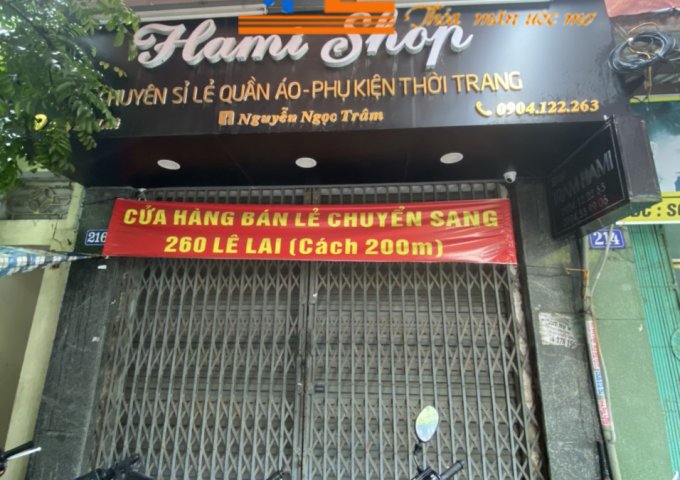 Thỏa mãn ước mơ
Hami Shop
CHUYÊN SỈ LẺ QUẦN ÁO-PHỤ KIỆN THỜI TRANG
Nguyễn Ngọc Trâm
0904.122.263
CỬA HÀNG BÁN LẺ CHUYỂN SANG
260 LÊ LAI (Cách 200m)
216
214
HAMI